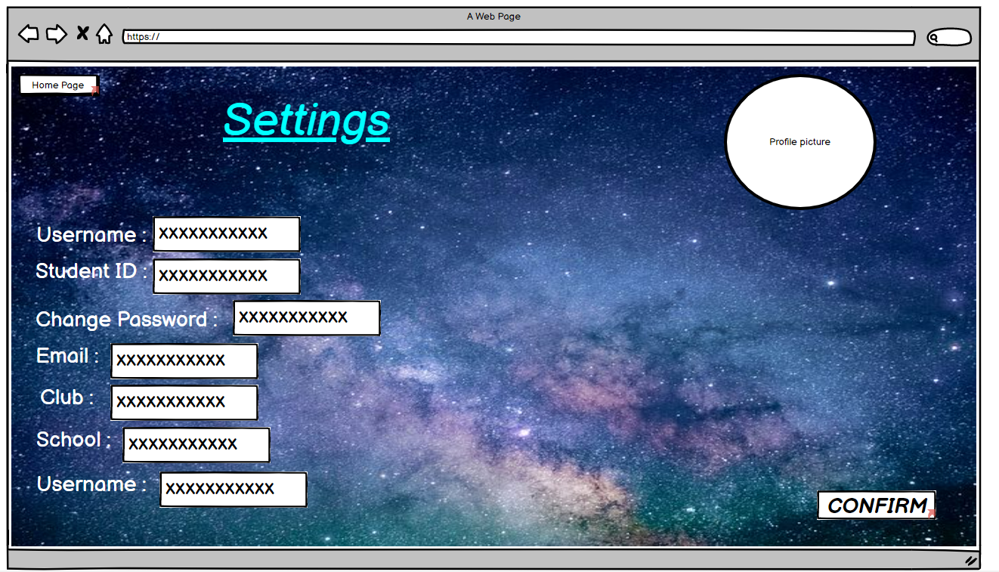 A Web Page
https://
Home Page
Settings
Profile picture
Username : XXXXXXXXXXX
Student ID : XXXXXXXXXXX
Change Password : XXXXXXXXXXX
Email : XXXXXXXXXXX
Club : XXXXXXXXXXX
School : XXXXXXXXXXX
Username : XXXXXXXXXXX
CONFIRM